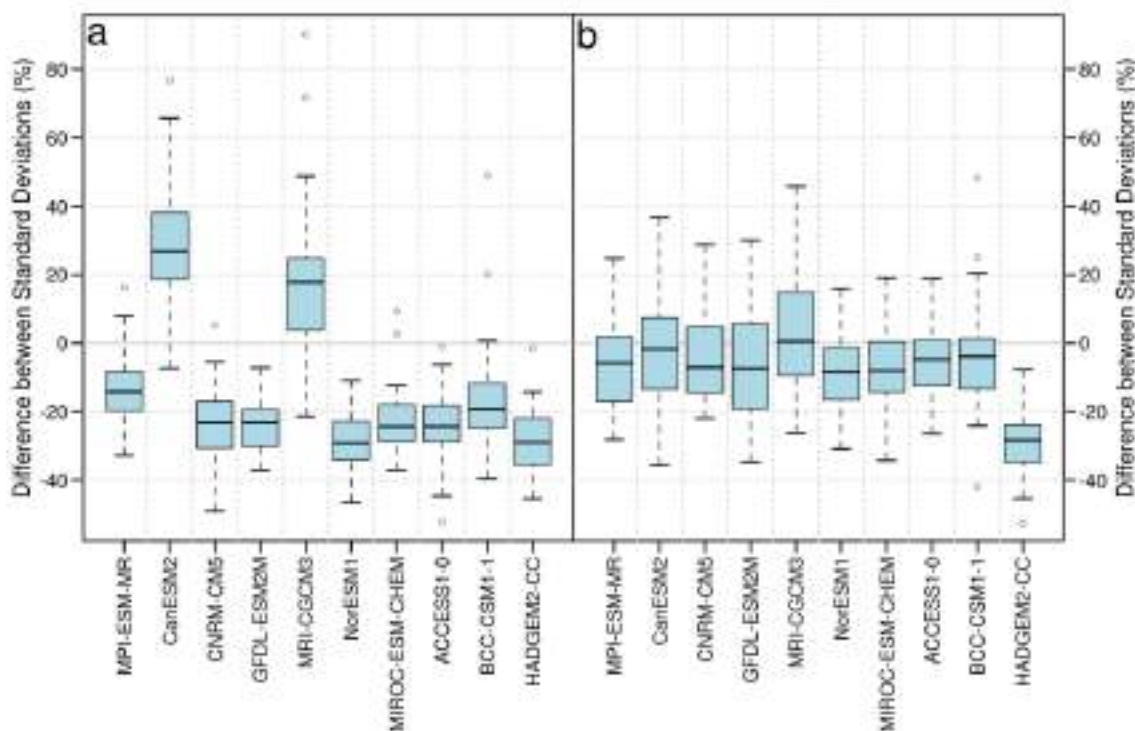 a
b
Difference between Standard Deviations (%)
80
60
40
20
0
-20
-40
80
60
40
20
0
-20
-40
Difference between Standard Deviations (%)
MPI-ESM-MR
CanESM2
CNRM-CM5
GFDL-ESM2M
MRI-CGCM3
NorESM1
MIROC-ESM-CHEM
ACCESS1-0
BCC-CSM1-1
HADGEM2-CC
MPI-ESM-MR
CanESM2
CNRM-CM5
GFDL-ESM2M
MRI-CGCM3
NorESM1
MIROC-ESM-CHEM
ACCESS1-0
BCC-CSM1-1
HADGEM2-CC